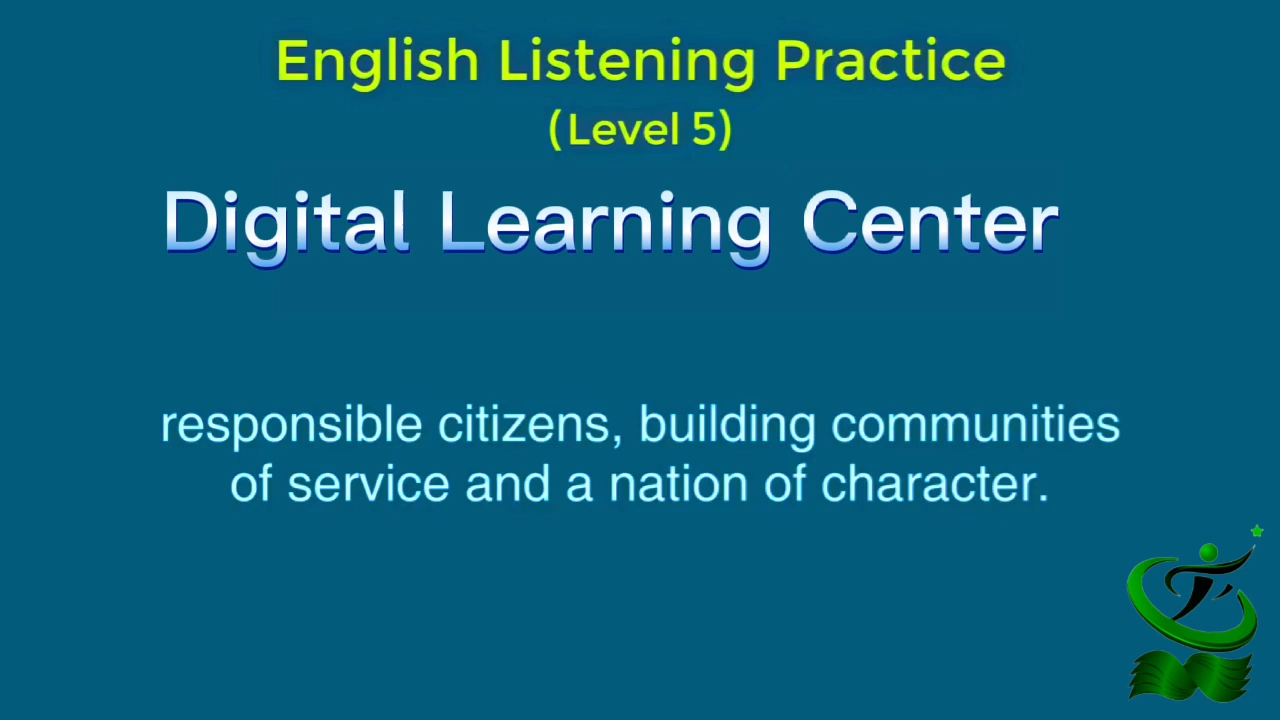 English Listening Practice
(Level 5)
Digital Learning Center
responsible citizens, building communities
of service and a nation of character.